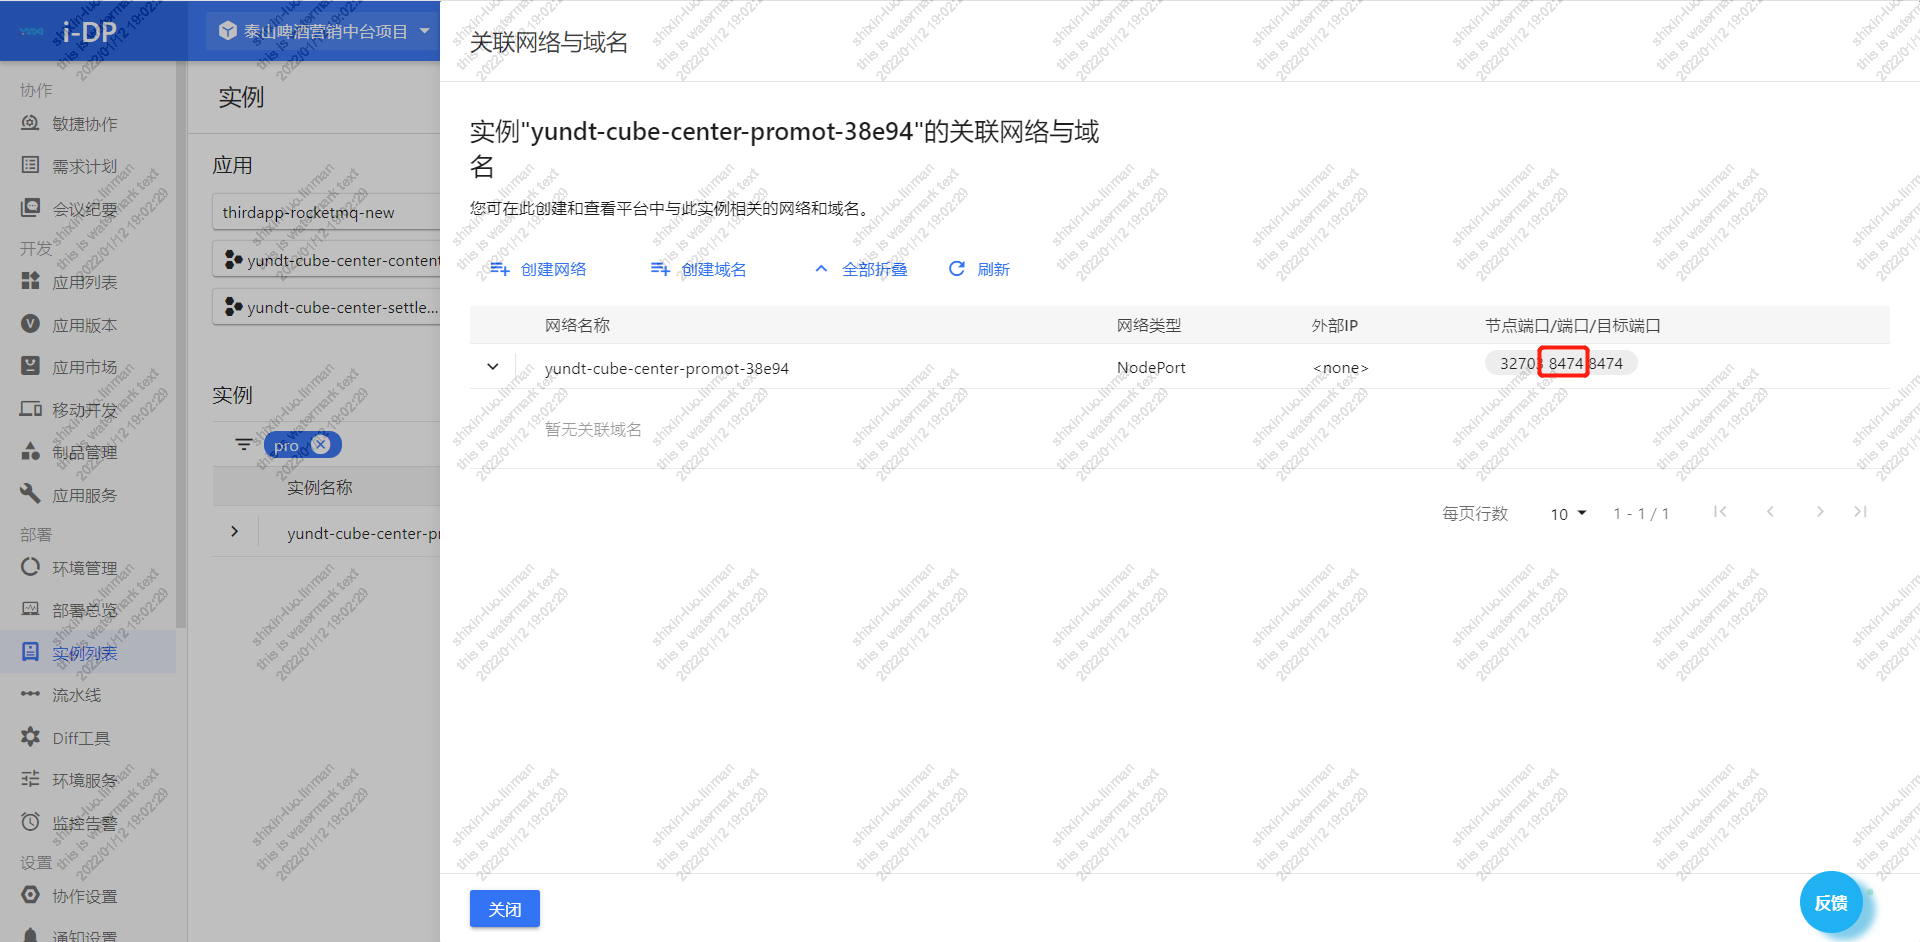 i-DP
泰山啤酒营销中台项目
协作
敏捷协作
需求计划
会议纪要
开发
应用列表
应用版本
应用市场
移动开发
制品管理
应用服务
部署
环境管理
部署总览
实例列表
流水线
Diff工具
环境服务
监控告警
设置
协作设置
通知设置
实例
应用
thirdapp-rocketmq-new
yundt-cube-center-content
yundt-cube-center-settle...
实例
pro
实例名称
yundt-cube-center-pr
关联网络与域名
实例"yundt-cube-center-promot-38e94"的关联网络与域
名
您可在此创建和查看平台中与此实例相关的网络和域名。
创建网络 创建域名 全部折叠 刷新
网络名称 网络类型 外部IP 节点端口/端口/目标端口
yundt-cube-center-promot-38e94 NodePort <none> 32703 8474 8474
暂无关联域名
每页行数 10 1 - 1 / 1
关闭
反馈
shixin-luo.linman
this is watermark text
2022/01/12 19:02:29